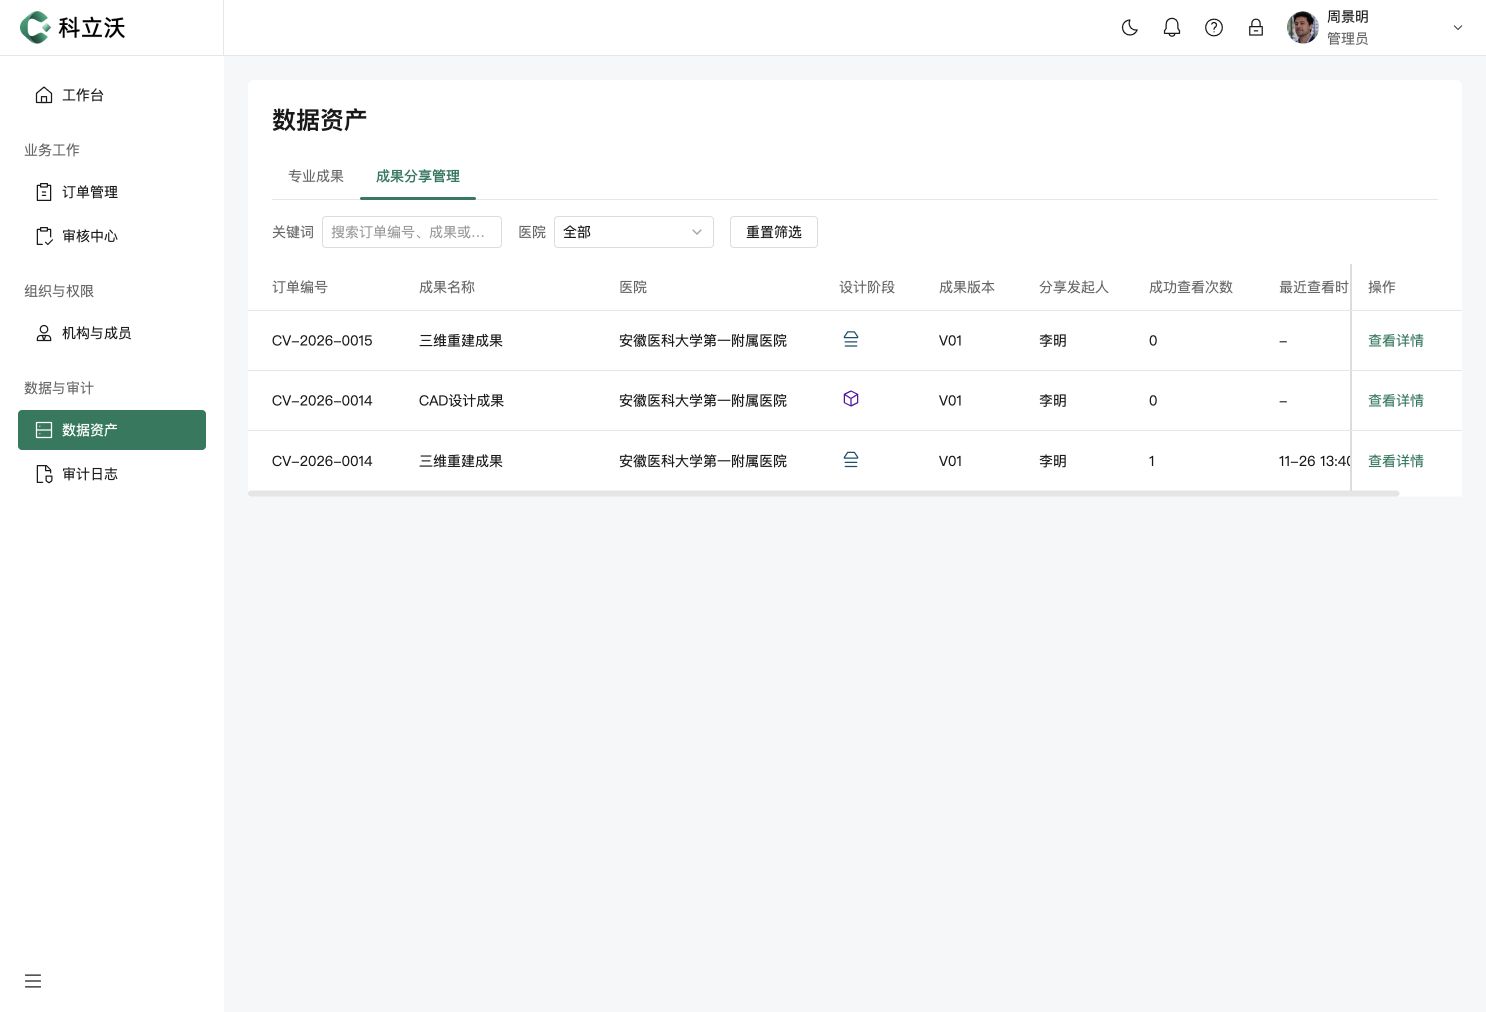 科立沃
周景明
管理员
工作台
业务工作
订单管理
审核中心
组织与权限
机构与成员
数据与审计
数据资产
审计日志
数据资产
专业成果 成果分享管理
关键词 搜索订单编号、成果或... 医院 全部 重置筛选
订单编号 成果名称 医院 设计阶段 成果版本 分享发起人 成功查看次数 最近查看时 操作
CV-2026-0015 三维重建成果 安徽医科大学第一附属医院 V01 李明 0 - 查看详情
CV-2026-0014 CAD设计成果 安徽医科大学第一附属医院 V01 李明 0 - 查看详情
CV-2026-0014 三维重建成果 安徽医科大学第一附属医院 V01 李明 1 11-26 13:40 查看详情